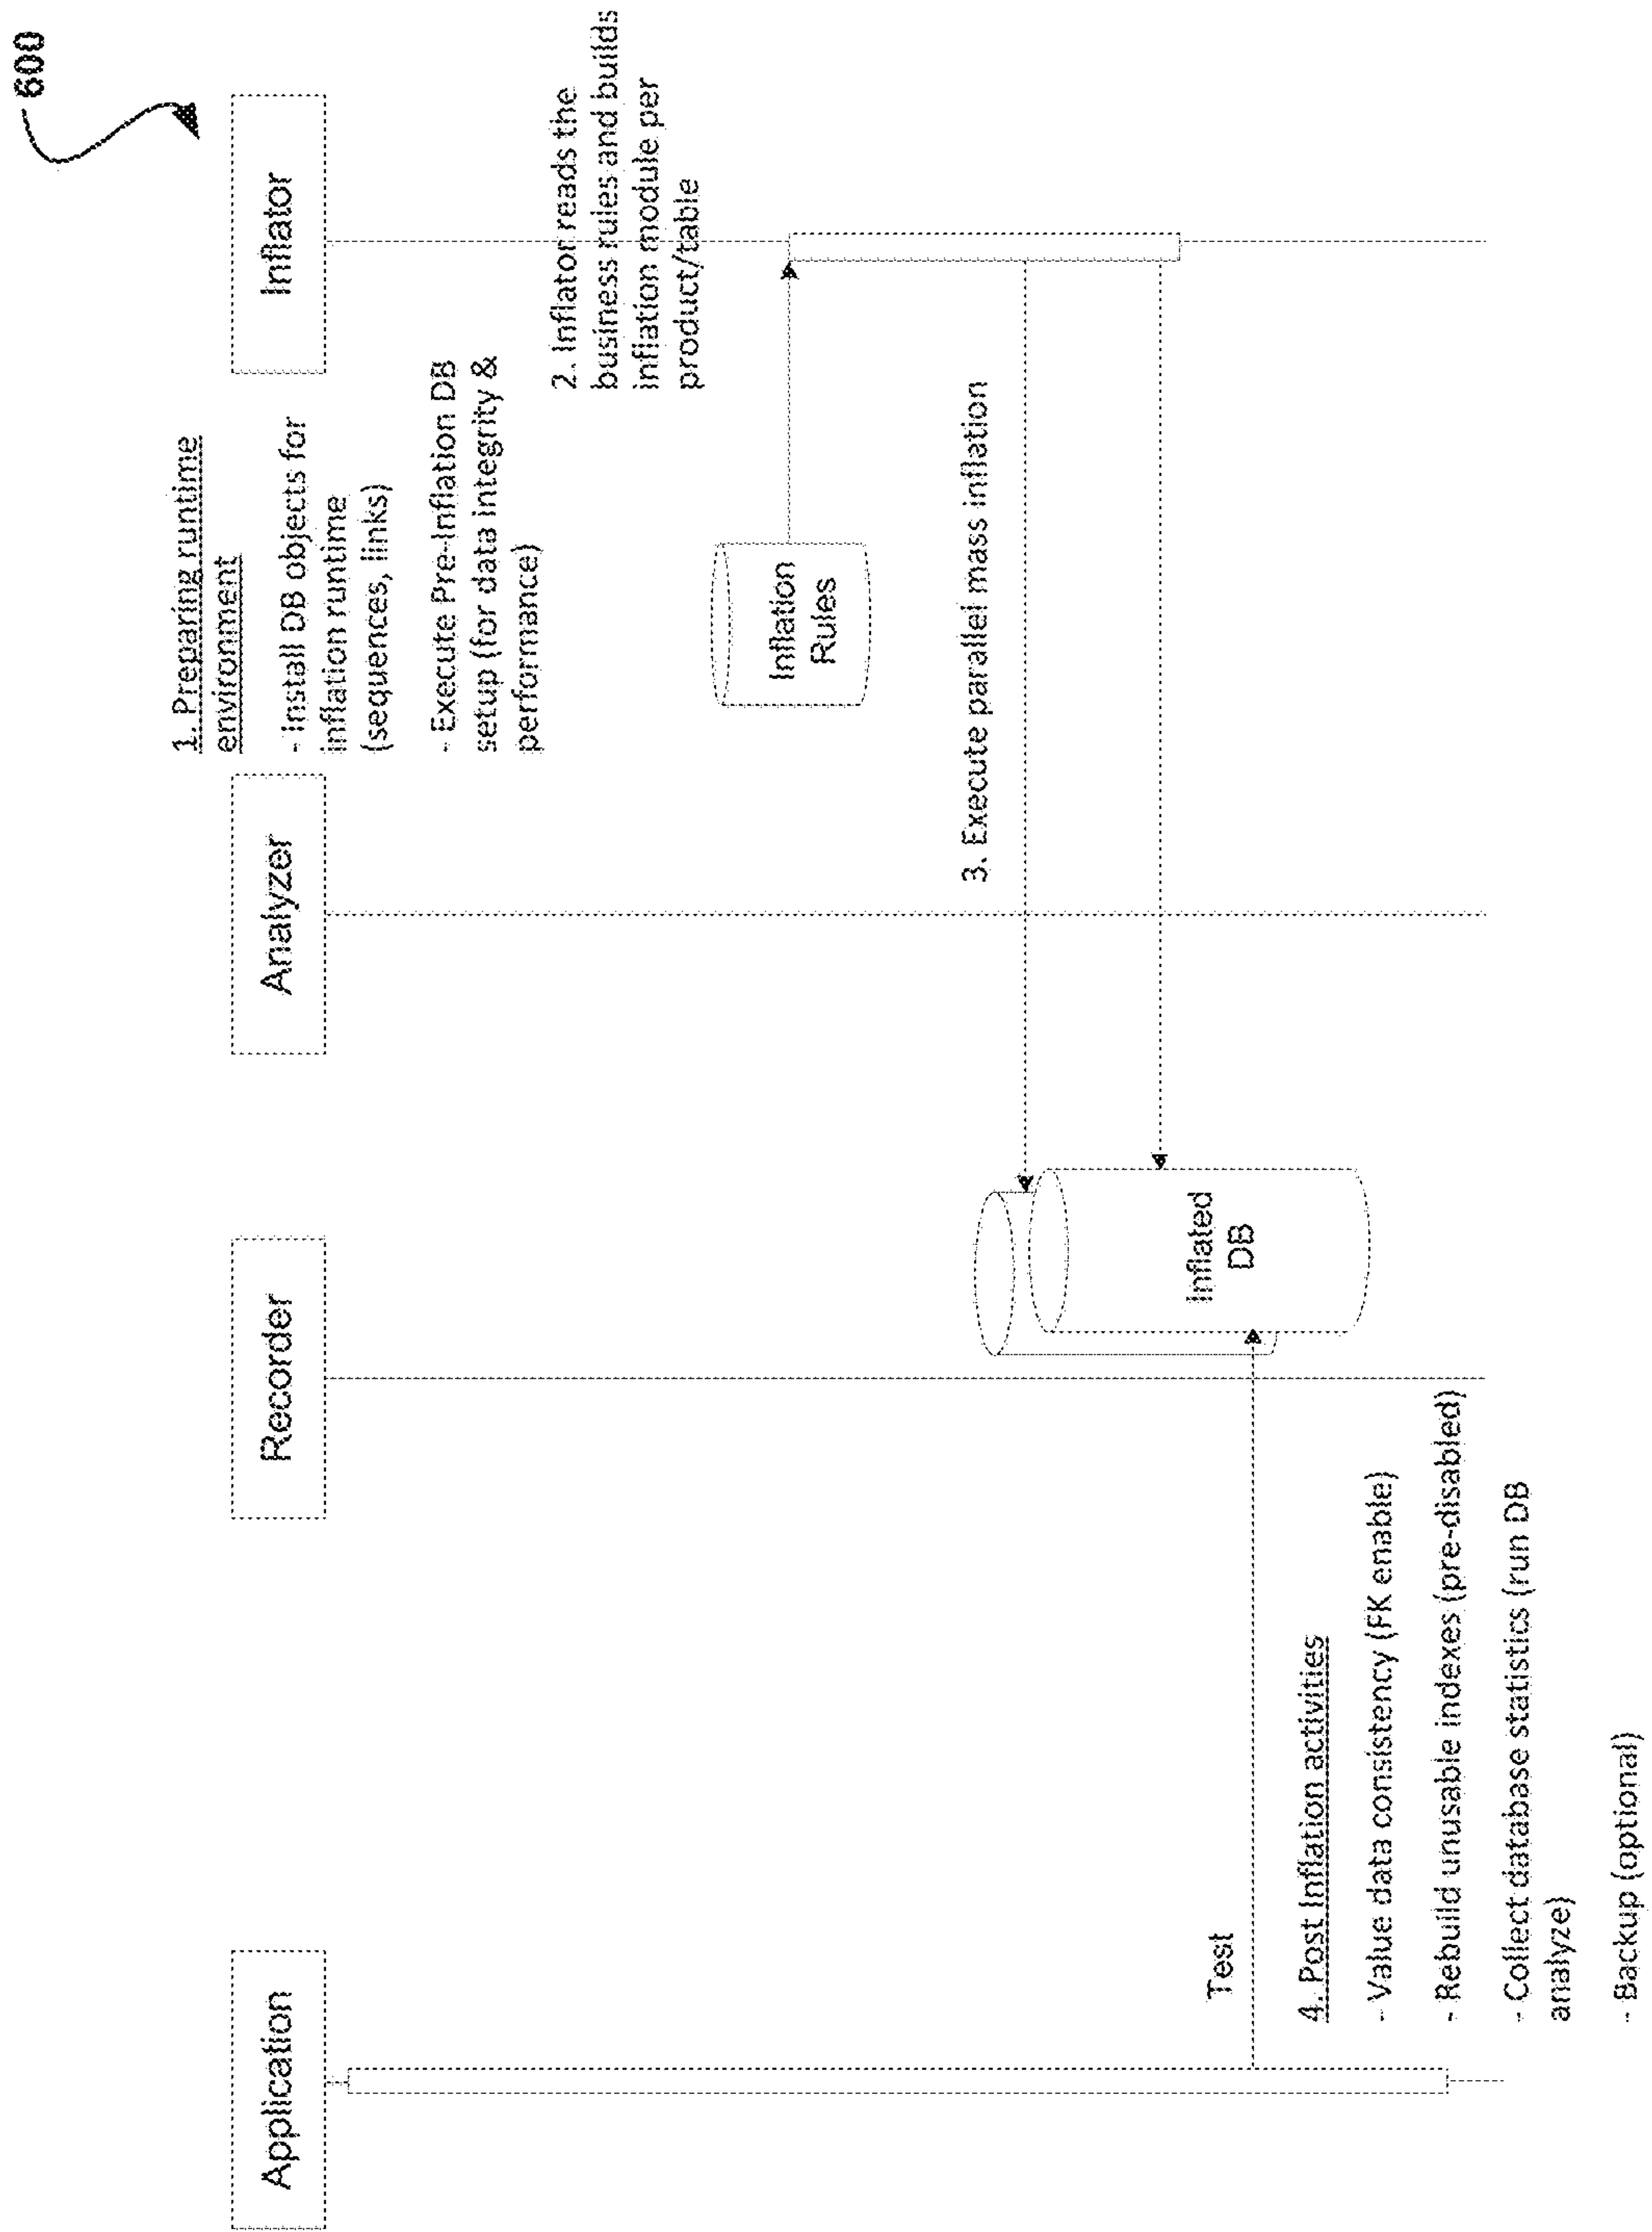 600
Application
Recorder
Analyzer
Inflator
1. Preparing runtime
environment
- Install DB objects for
inflation runtime
(sequences, links)
- Execute Pre-Inflation DB
setup (for data integrity &
performance)
2. Inflator reads the
business rules and builds
inflation module per
product/table
Inflation
Rules
3. Execute parallel mass inflation
Inflated
DB
Test
4. Post Inflation activities
- Value data consistency (FK enable)
- Rebuild unusable indexes (pre-disabled)
- Collect database statistics (run DB
analyze)
- Backup (optional)